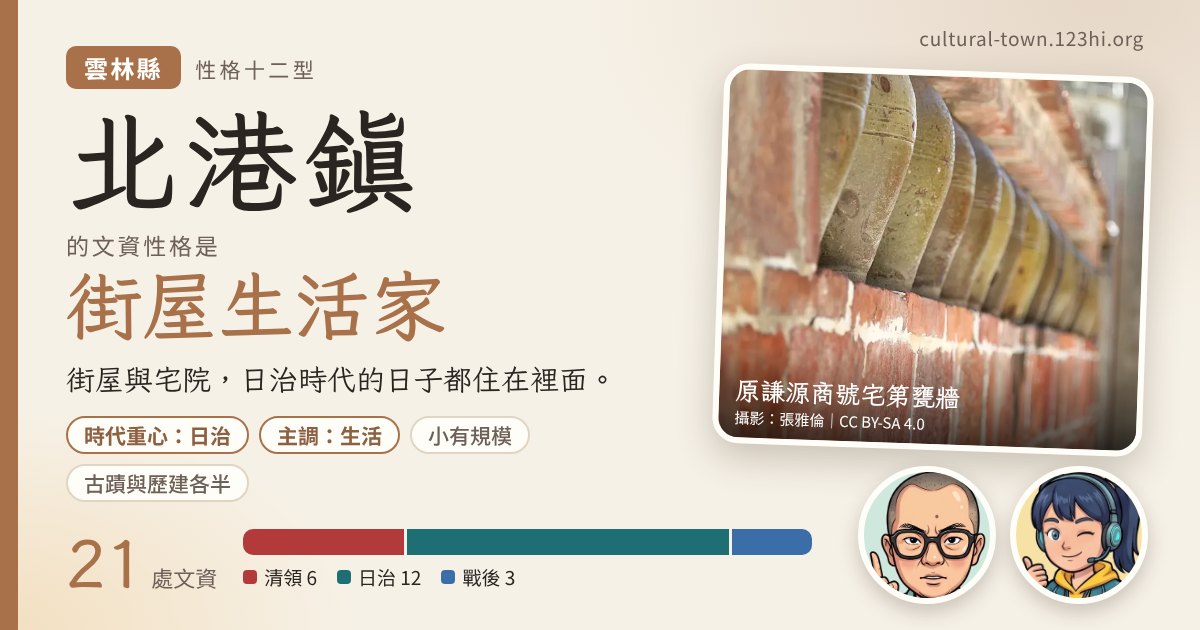 cultural-town.123hi.org
雲林縣 性格十二型
北港鎮
的文資性格是
街屋生活家
街屋與宅院，日治時代的日子都住在裡面。
時代重心：日治 主調：生活 小有規模
古蹟與歷建各半
21 處文資
清領 6 日治 12 戰後 3
原謙源商號宅第甕牆
攝影：張雅倫｜CC BY-SA 4.0